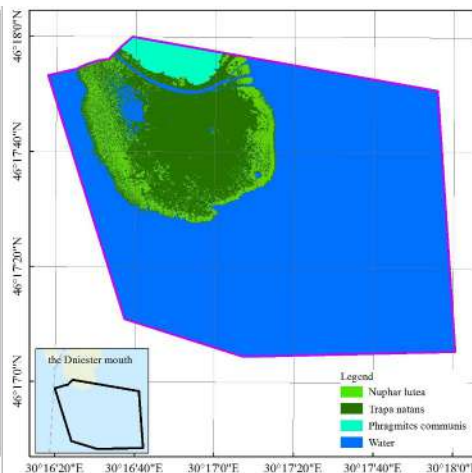 46°18'0"N
46°17'40"N
46°17'20"N
46°17'0"N
the Dniester mouth
Legend
Nuphar lutea
Trapa natans
Phragmites communis
Water
30°16'20"E 30°16'40"E 30°17'0"E 30°17'20"E 30°17'40"E 30°18'0"E